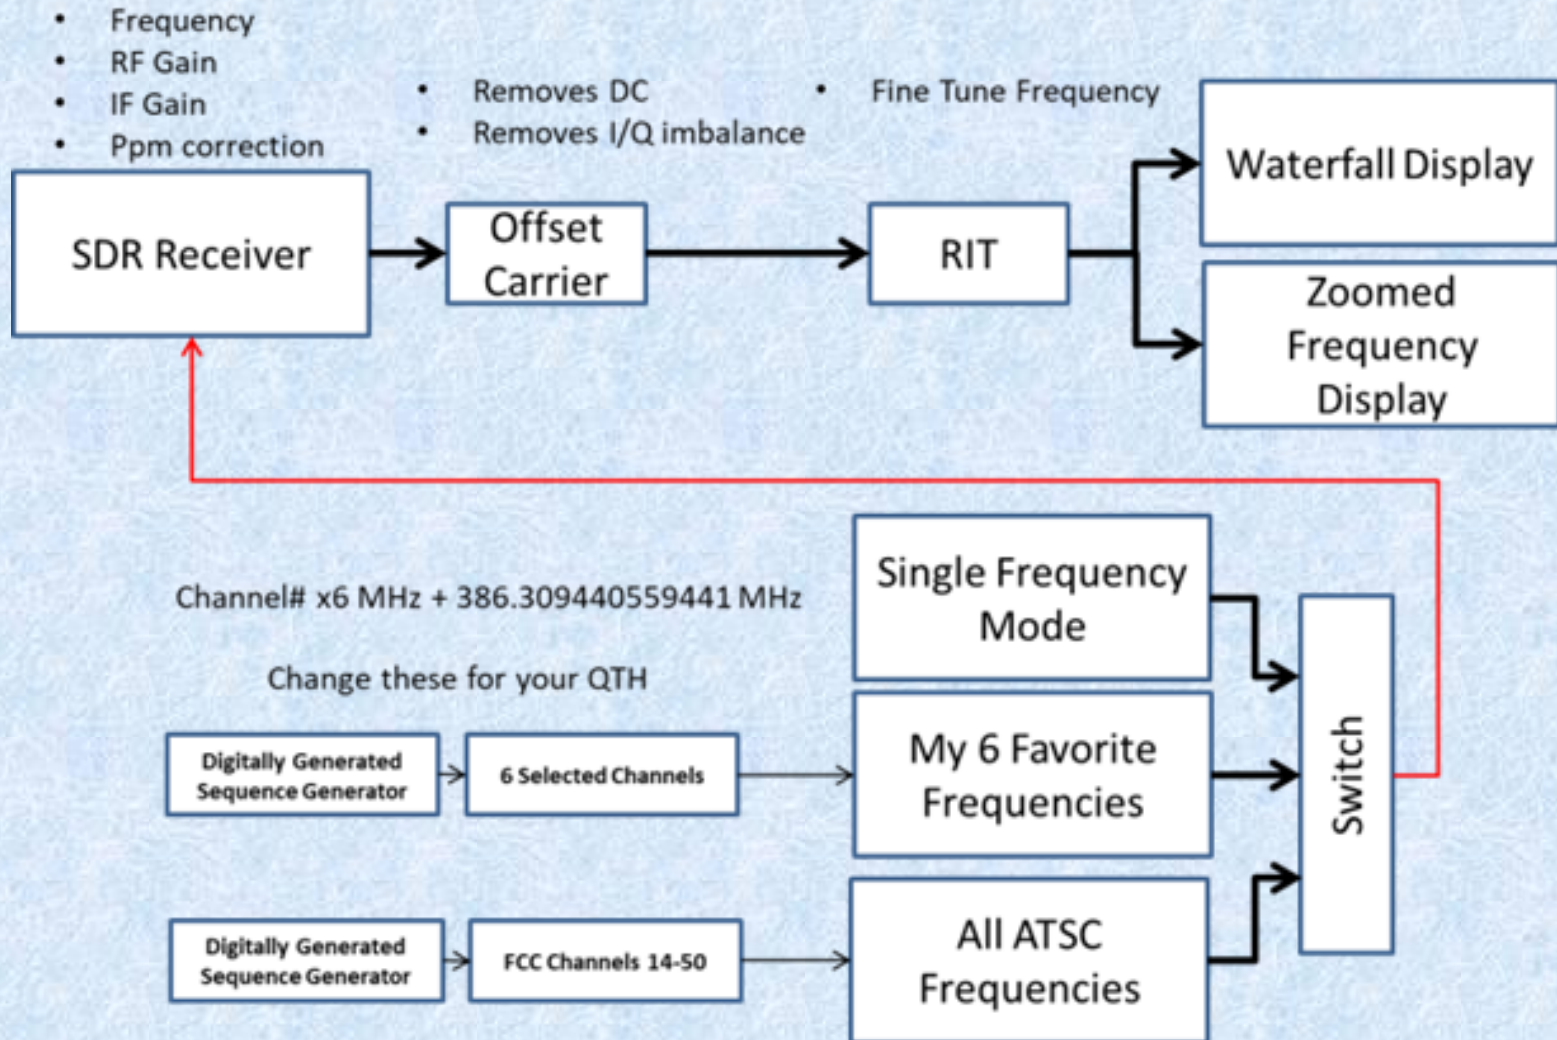 • Frequency
• RF Gain
• IF Gain
• Ppm correction
• Removes DC
• Removes I/Q imbalance
• Fine Tune Frequency
SDR Receiver
Offset
Carrier
RIT
Waterfall Display
Zoomed
Frequency
Display
Channel# x6 MHz + 386.309440559441 MHz
Change these for your QTH
Single Frequency
Mode
Digitally Generated
Sequence Generator
6 Selected Channels
My 6 Favorite
Frequencies
Digitally Generated
Sequence Generator
FCC Channels 14-50
All ATSC
Frequencies
Switch